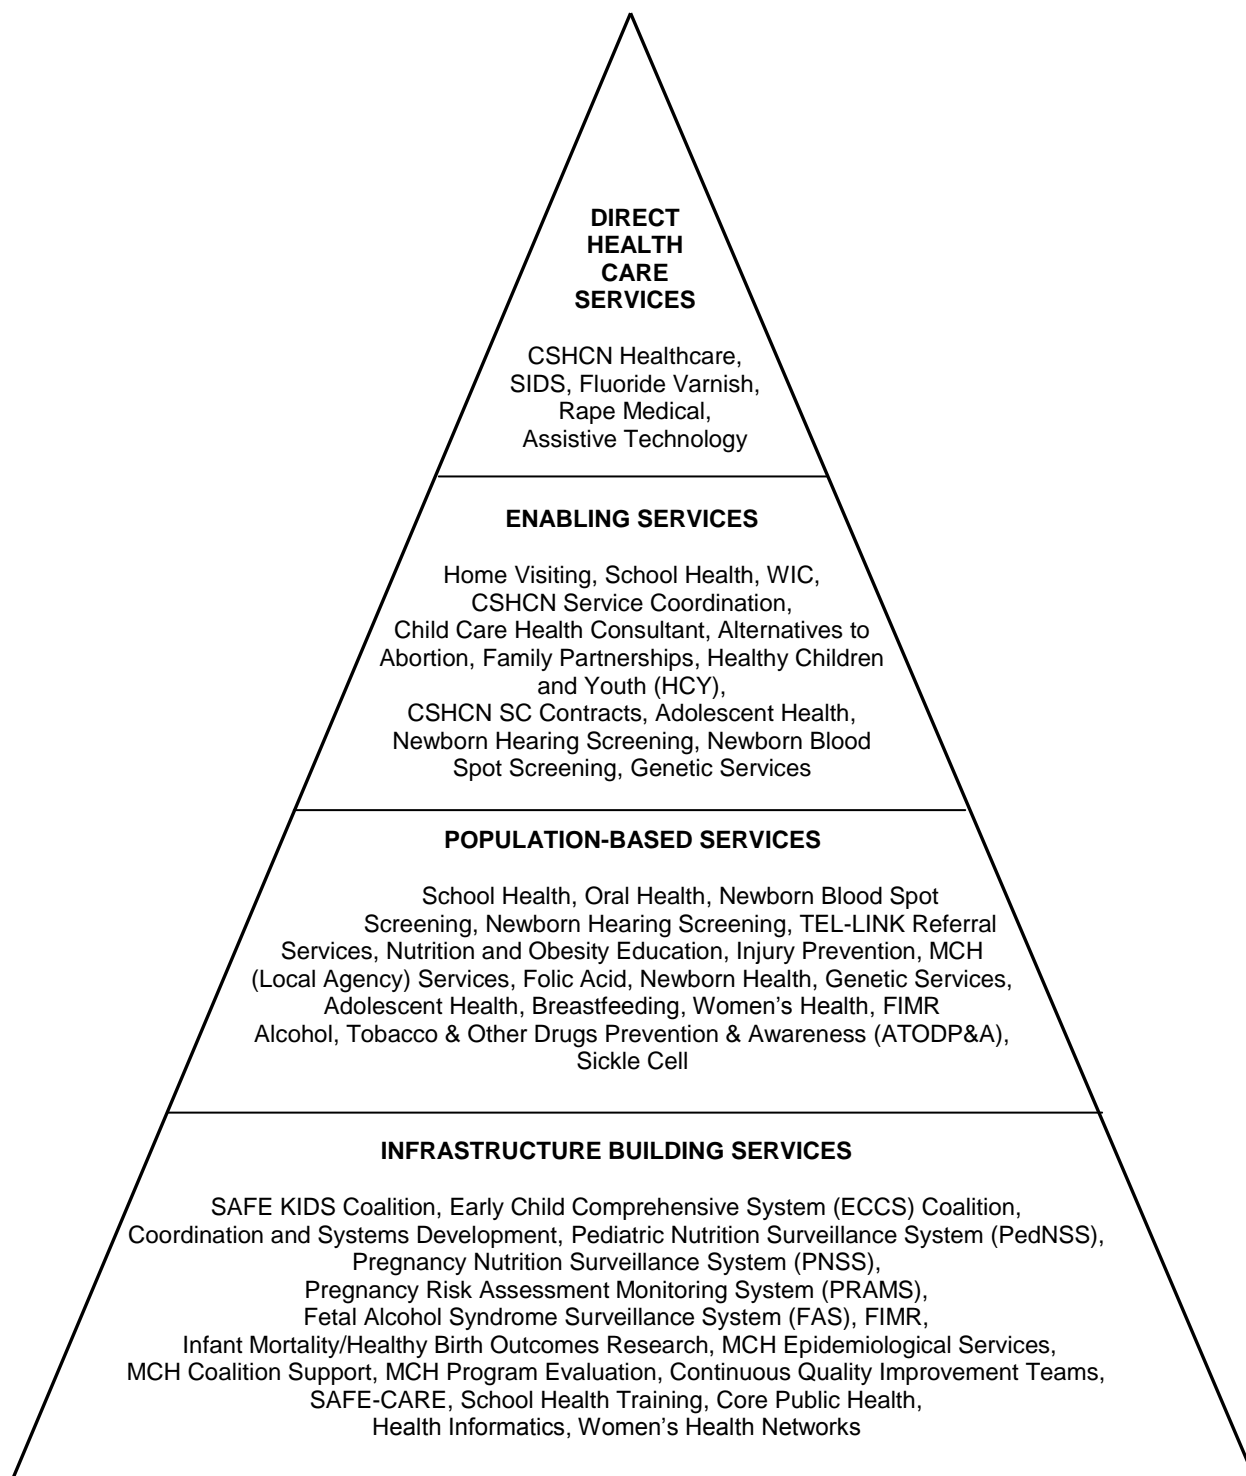 DIRECT
HEALTH
CARE
SERVICES
CSHCN Healthcare,
SIDS, Fluoride Varnish,
Rape Medical,
Assistive Technology
ENABLING SERVICES
Home Visiting, School Health, WIC,
CSHCN Service Coordination,
Child Care Health Consultant, Alternatives to
Abortion, Family Partnerships, Healthy Children
and Youth (HCY),
CSHCN SC Contracts, Adolescent Health,
Newborn Hearing Screening, Newborn Blood
Spot Screening, Genetic Services
POPULATION-BASED SERVICES
School Health, Oral Health, Newborn Blood Spot
Screening, Newborn Hearing Screening, TEL-LINK Referral
Services, Nutrition and Obesity Education, Injury Prevention, MCH
(Local Agency) Services, Folic Acid, Newborn Health, Genetic Services,
Adolescent Health, Breastfeeding, Women's Health, FIMR
Alcohol, Tobacco & Other Drugs Prevention & Awareness (ATODP&A),
Sickle Cell
INFRASTRUCTURE BUILDING SERVICES
SAFE KIDS Coalition, Early Child Comprehensive System (ECCS) Coalition,
Coordination and Systems Development, Pediatric Nutrition Surveillance System (PedNSS),
Pregnancy Nutrition Surveillance System (PNSS),
Pregnancy Risk Assessment Monitoring System (PRAMS),
Fetal Alcohol Syndrome Surveillance System (FAS), FIMR,
Infant Mortality/Healthy Birth Outcomes Research, MCH Epidemiological Services,
MCH Coalition Support, MCH Program Evaluation, Continuous Quality Improvement Teams,
SAFE-CARE, School Health Training, Core Public Health,
Health Informatics, Women's Health Networks